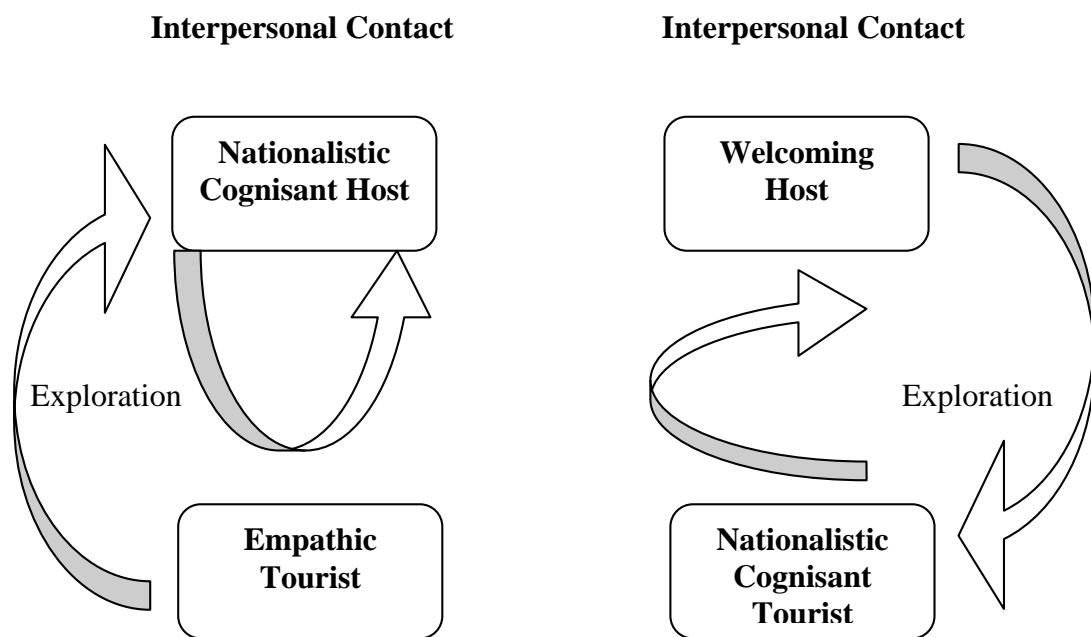 Interpersonal Contact
Nationalistic
Cognisant Host
Exploration
Empathic
Tourist
Interpersonal Contact
Welcoming
Host
Exploration
Nationalistic
Cognisant
Tourist